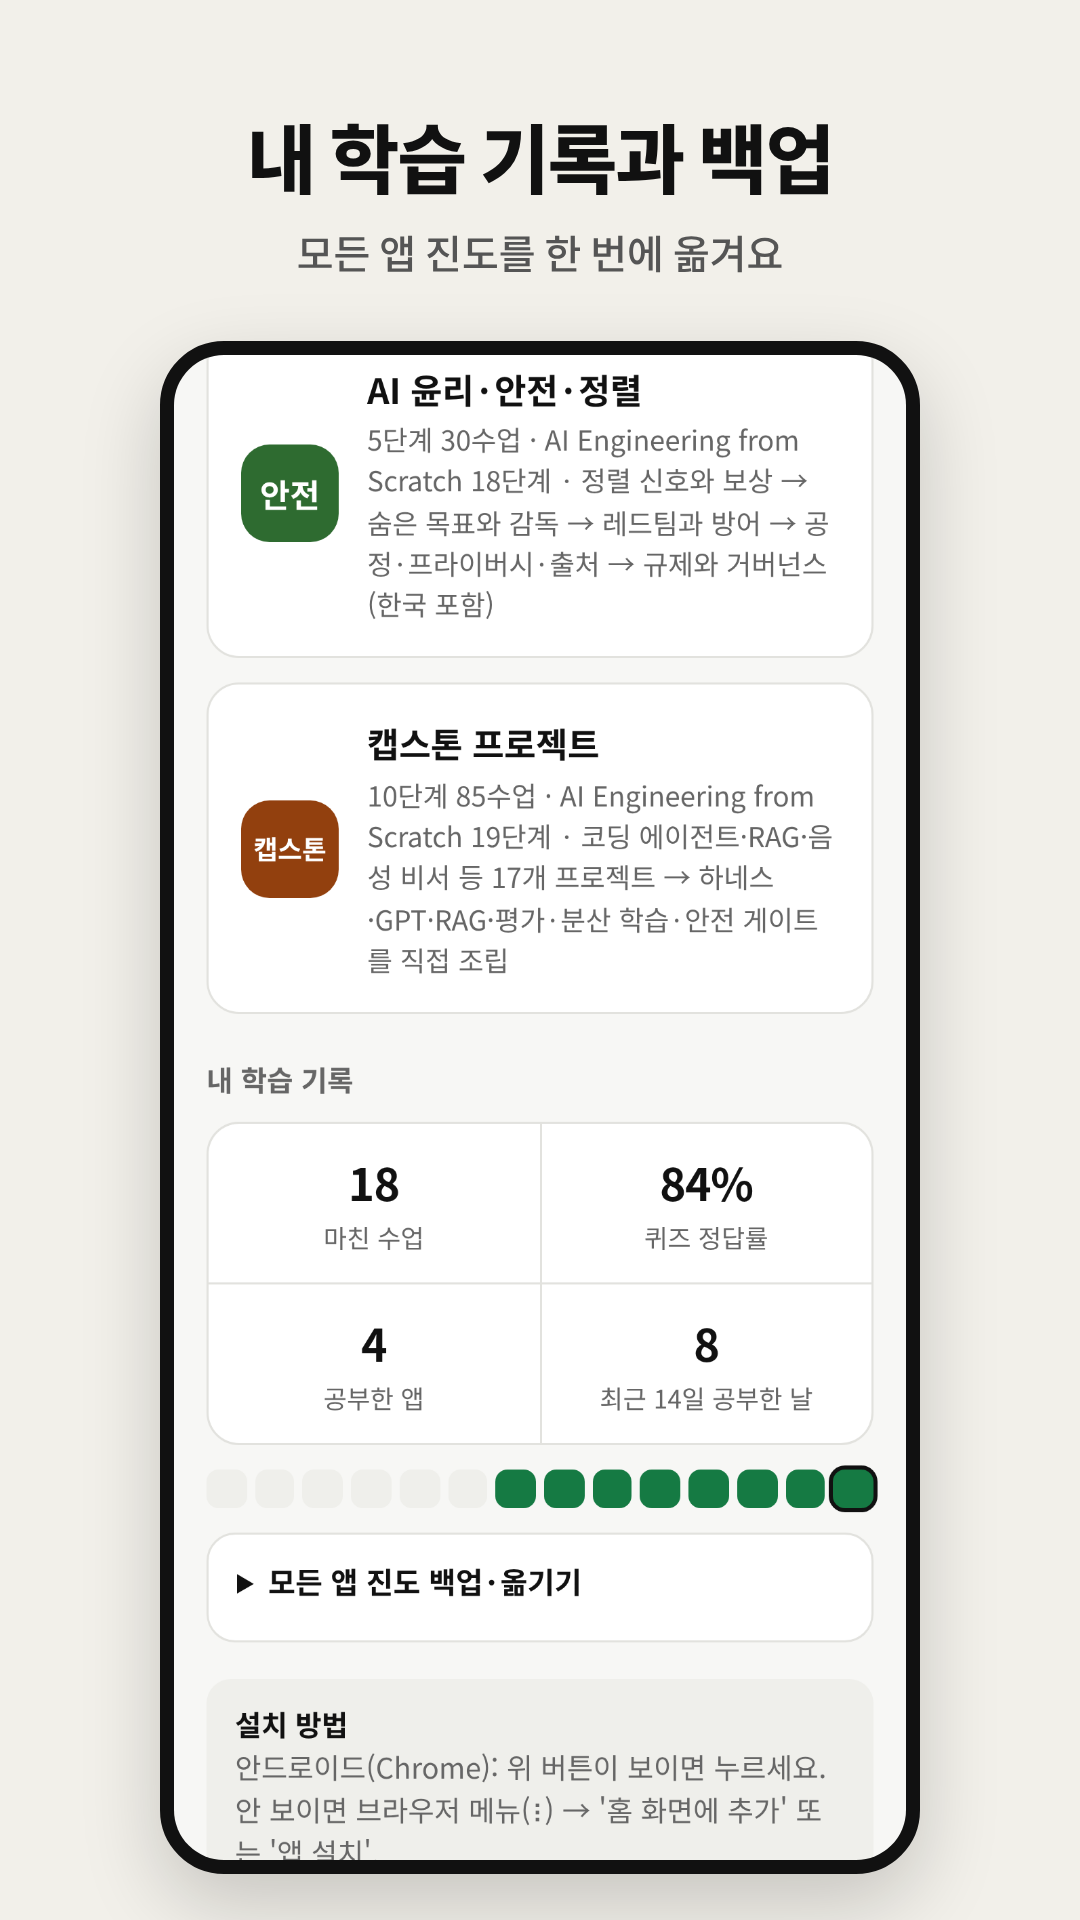 내 학습 기록과 백업
모든 앱 진도를 한 번에 옮겨요
AI 윤리·안전·정렬
안전
5단계 30수업 · AI Engineering from
Scratch 18단계 · 정렬 신호와 보상 →
숨은 목표와 감독 → 레드팀과 방어 → 공
정·프라이버시·출처 → 규제와 거버넌스
(한국 포함)
캡스톤 프로젝트
캡스톤
10단계 85수업 · AI Engineering from
Scratch 19단계 · 코딩 에이전트·RAG·음
성 비서 등 17개 프로젝트 → 하네스
·GPT·RAG·평가·분산 학습·안전 게이트
를 직접 조립
내 학습 기록
18
마친 수업
84%
퀴즈 정답률
4
공부한 앱
8
최근 14일 공부한 날
▶ 모든 앱 진도 백업·옮기기
설치 방법
안드로이드(Chrome): 위 버튼이 보이면 누르세요.
안 보이면 브라우저 메뉴(⋮) → '홈 화면에 추가' 또
는 '앱 설치'